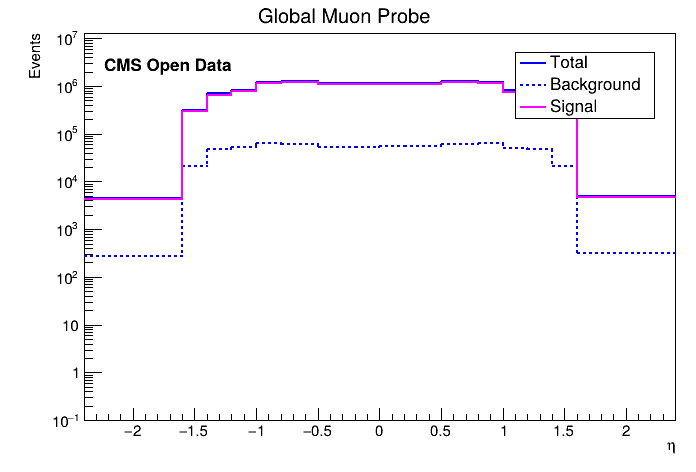 Global Muon Probe
Events
CMS Open Data
Total
Background
Signal
10⁷
10⁶
10⁵
10⁴
10³
10²
10
1
10⁻¹
−2 −1.5 −1 −0.5 0 0.5 1 1.5 2
η